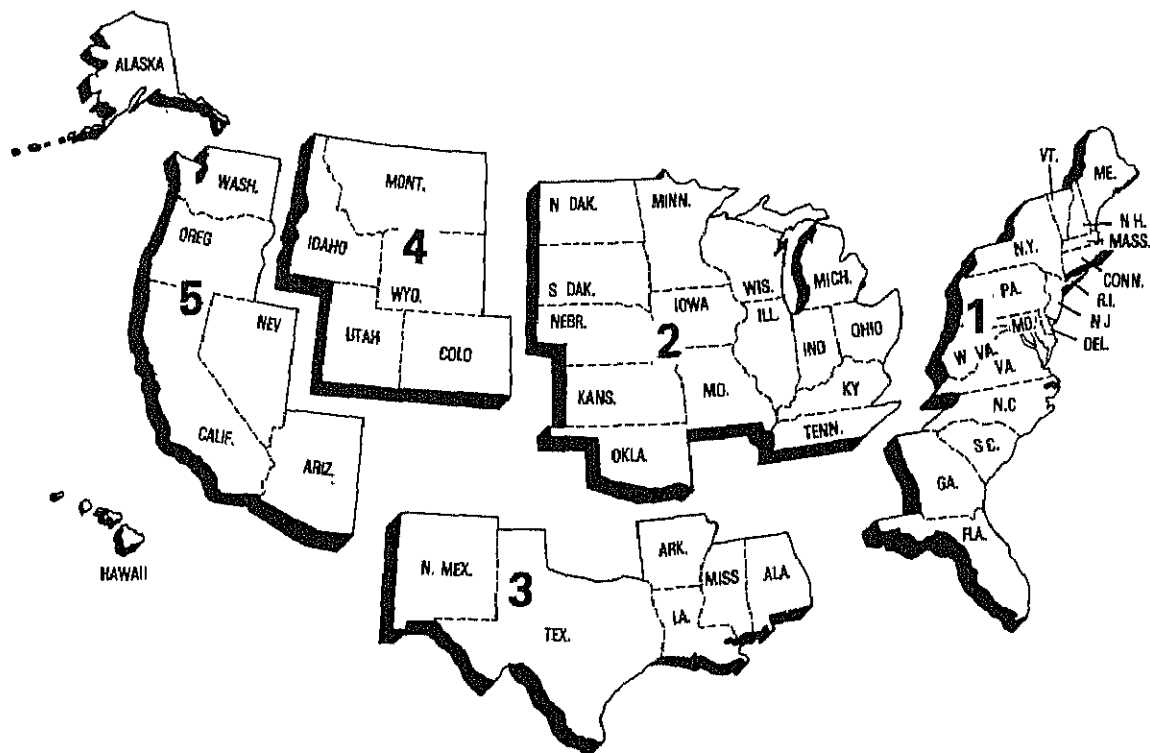 ALASKA
WASH.
OREG
5
NEV
CALIF.
ARIZ.
HAWAII
MONT.
IDAHO
4
WYO.
UTAH
COLO
N DAK.
MINN.
S DAK.
WIS.
MICH.
NEBR.
IOWA
ILL.
2
IND
OHIO
KANS.
MO.
KY
TENN.
OKLA.
N. MEX.
3
TEX.
ARK.
LA.
MISS
ALA.
VT.
ME.
N H.
MASS.
N.Y.
CONN.
R.I.
PA.
1
N J
MD.
DEL.
W VA.
VA.
N.C
S C.
GA.
FLA.